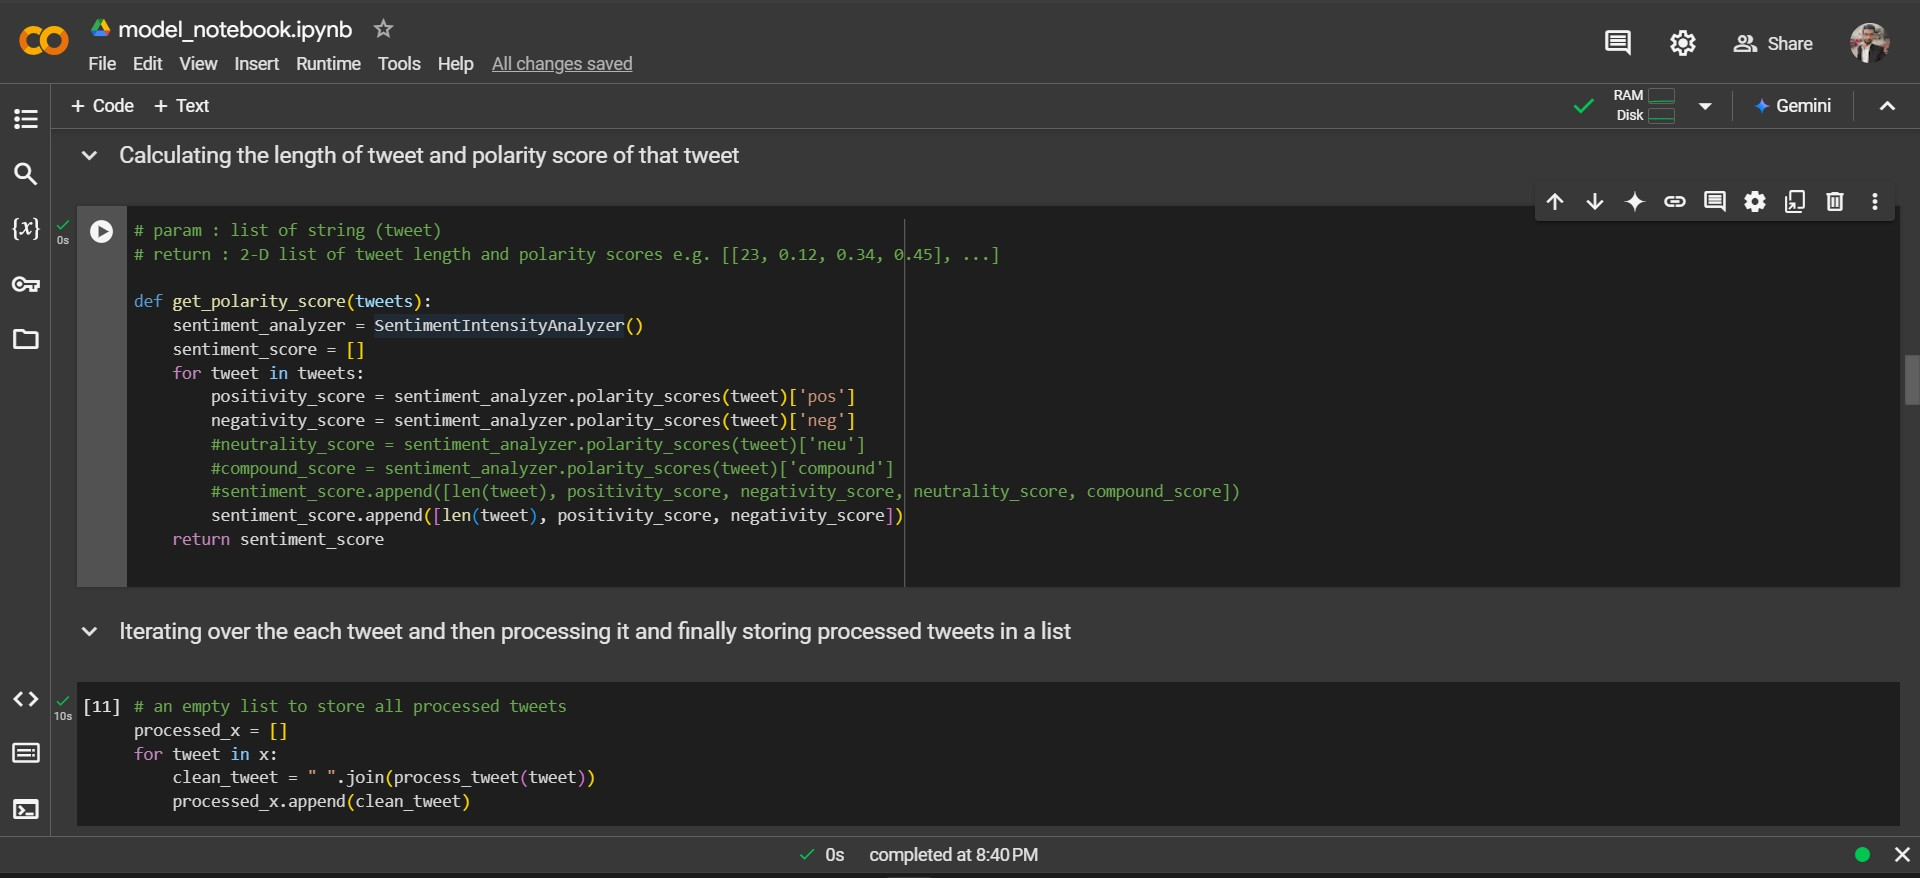 model_notebook.ipynb
File Edit View Insert Runtime Tools Help All changes saved
Share
+ Code + Text
RAM
Disk
Gemini
Calculating the length of tweet and polarity score of that tweet
0s
# param : list of string (tweet)
# return : 2-D list of tweet length and polarity scores e.g. [[23, 0.12, 0.34, 0.45], ...]
def get_polarity_score(tweets):
    sentiment_analyzer = SentimentIntensityAnalyzer()
    sentiment_score = []
    for tweet in tweets:
        positivity_score = sentiment_analyzer.polarity_scores(tweet)['pos']
        negativity_score = sentiment_analyzer.polarity_scores(tweet)['neg']
        #neutrality_score = sentiment_analyzer.polarity_scores(tweet)['neu']
        #compound_score = sentiment_analyzer.polarity_scores(tweet)['compound']
        #sentiment_score.append([len(tweet), positivity_score, negativity_score, neutrality_score, compound_score])
        sentiment_score.append([len(tweet), positivity_score, negativity_score])
    return sentiment_score
Iterating over the each tweet and then processing it and finally storing processed tweets in a list
10s
[11] # an empty list to store all processed tweets
processed_x = []
for tweet in x:
    clean_tweet = " ".join(process_tweet(tweet))
    processed_x.append(clean_tweet)
0s completed at 8:40 PM